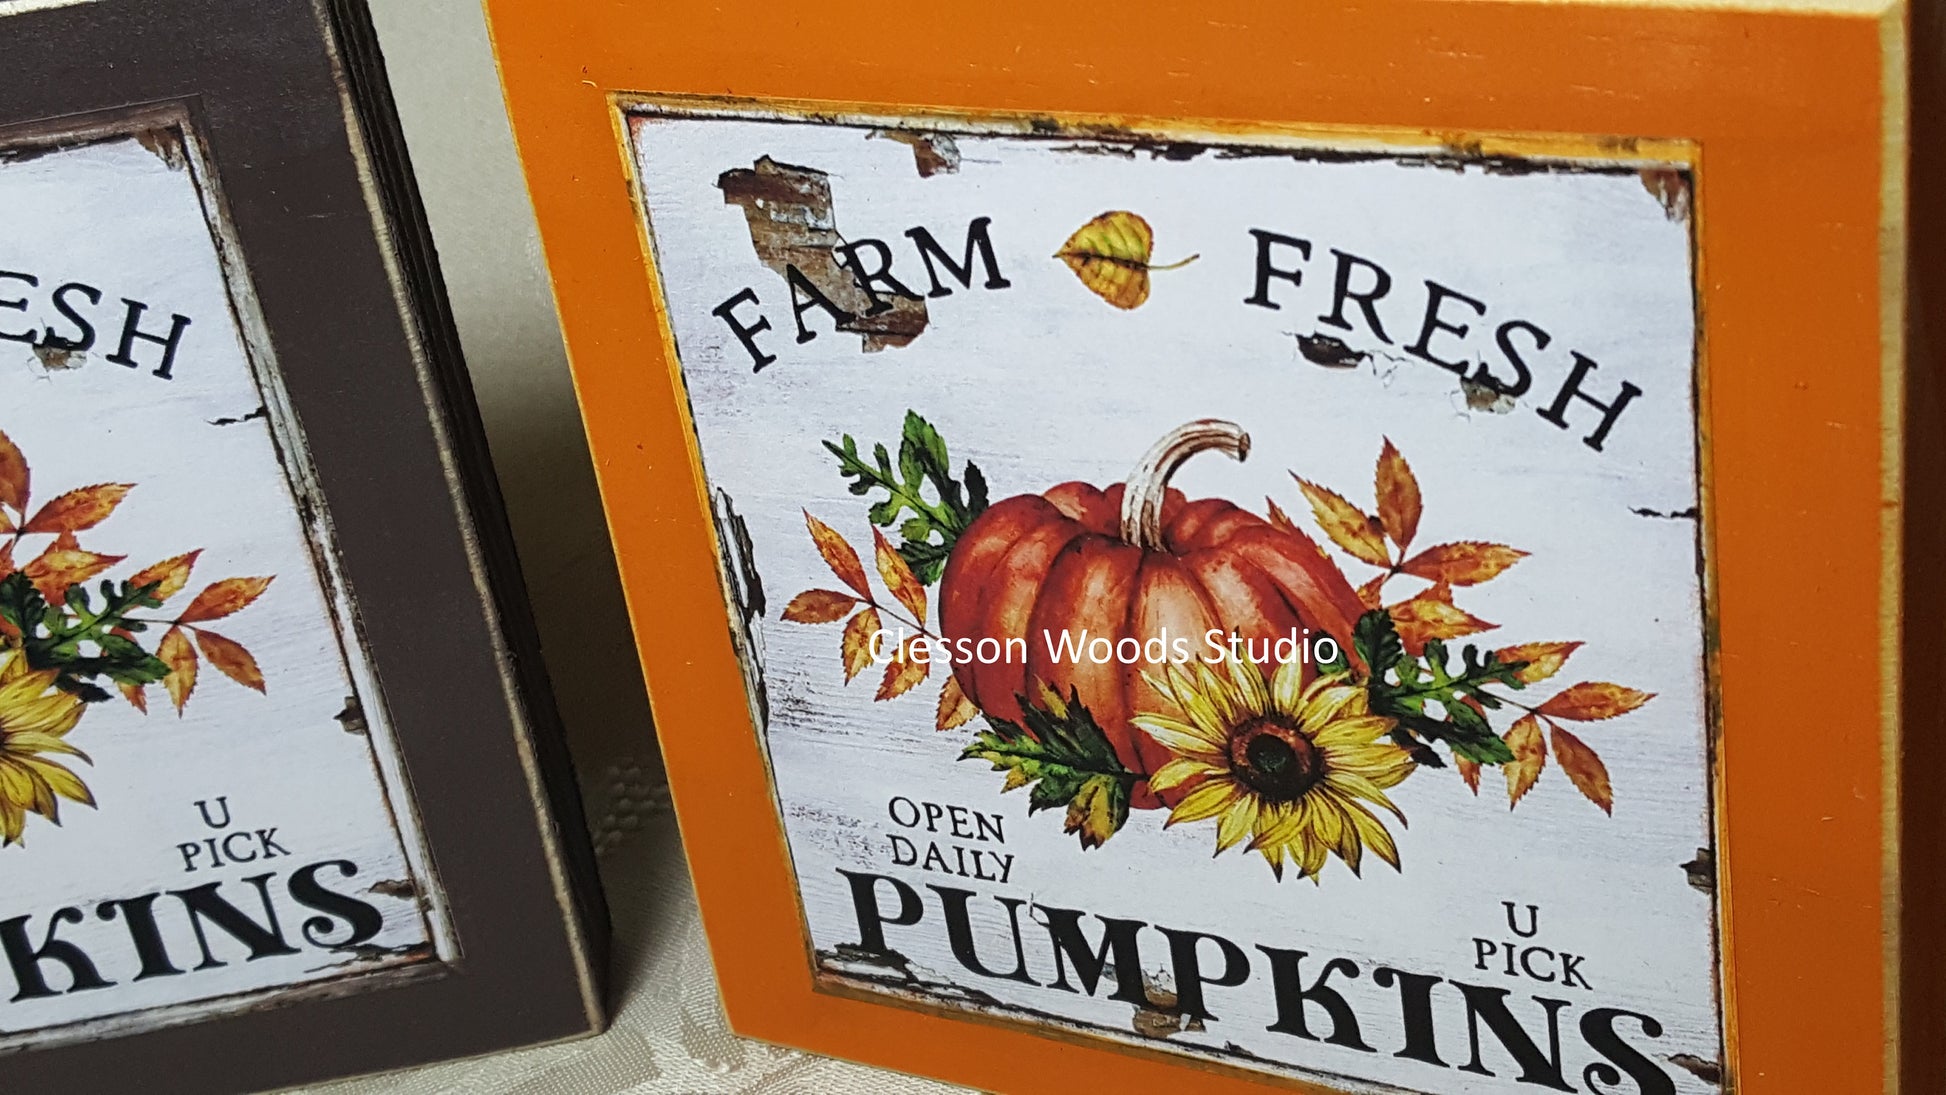 ESH
U
PICK
KINS
FARM FRESH
Clesson Woods Studio
OPEN
DAILY
U
PICK
PUMPKINS